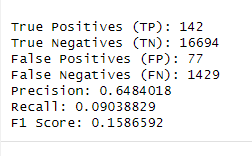 True Positives (TP): 142
True Negatives (TN): 16694
False Positives (FP): 77
False Negatives (FN): 1429
Precision: 0.6484018
Recall: 0.09038829
F1 Score: 0.1586592